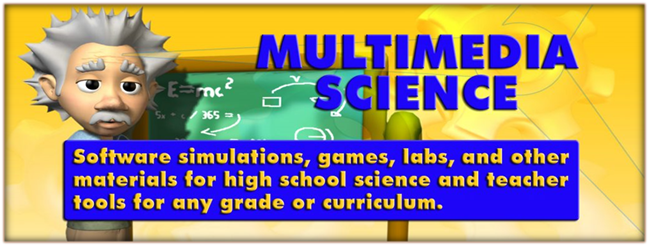 MULTIMEDIA
SCIENCE
E=mc²
v
/ 365 =
Software simulations, games, labs, and other
materials for high school science and teacher
tools for any grade or curriculum.